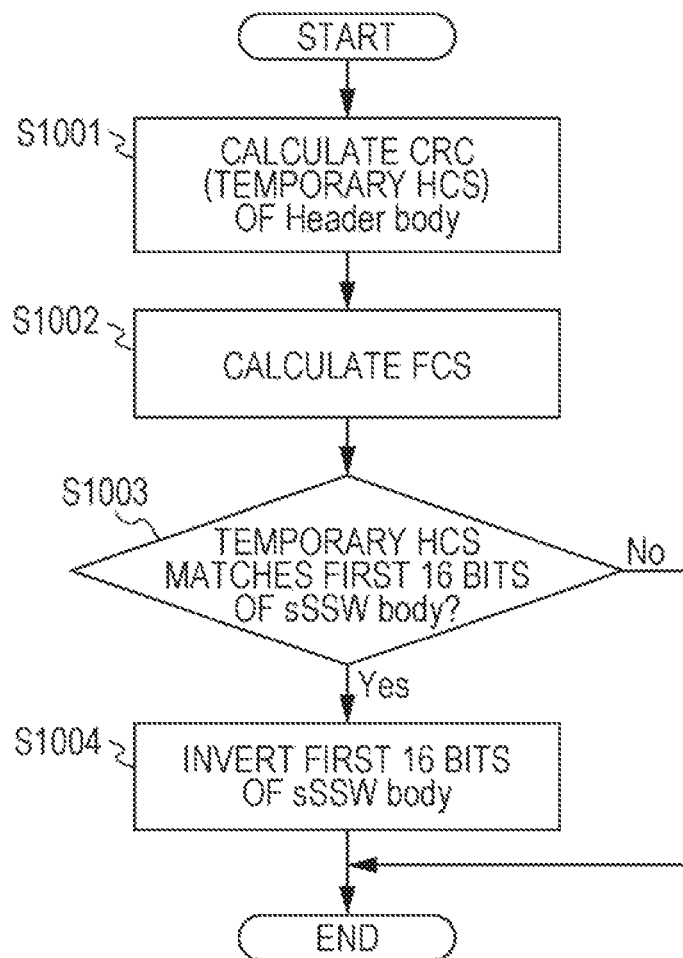 START
S1001
CALCULATE CRC
(TEMPORARY HCS)
OF Header body
S1002
CALCULATE FCS
S1003
TEMPORARY HCS
MATCHES FIRST 16 BITS
OF sSSW body?
No
Yes
S1004
INVERT FIRST 16 BITS
OF sSSW body
END